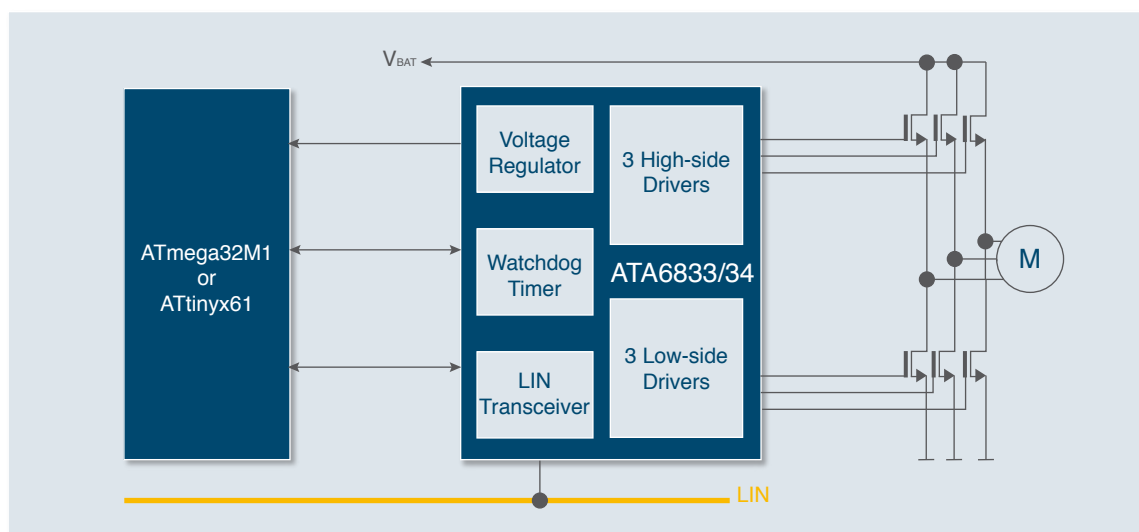 VBAT
Voltage
Regulator
3 High-side
Drivers
ATmega32M1
or
ATtinyx61
Watchdog
Timer
ATA6833/34
M
LIN
Transceiver
3 Low-side
Drivers
LIN